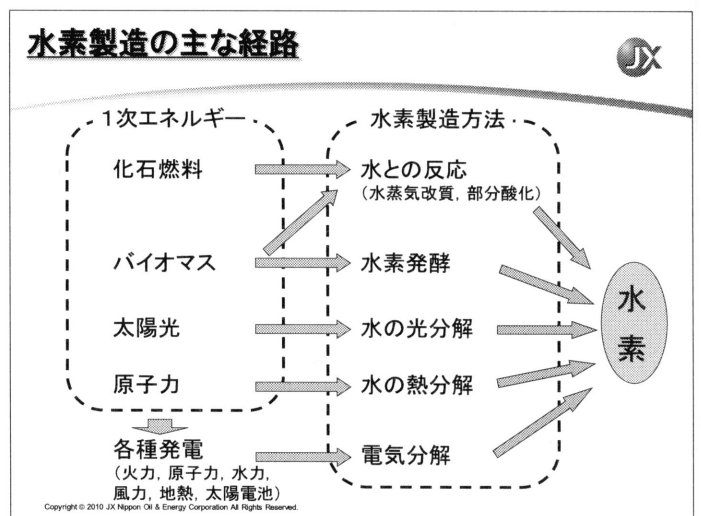 水素製造の主な経路
JX
1次エネルギー
水素製造方法
化石燃料
水との反応
（水蒸気改質, 部分酸化）
バイオマス
水素発酵
水素
太陽光
水の光分解
原子力
水の熱分解
各種発電
（火力, 原子力, 水力,
風力, 地熱, 太陽電池）
電気分解
Copyright © 2010 JX Nippon Oil & Energy Corporation All Rights Reserved.